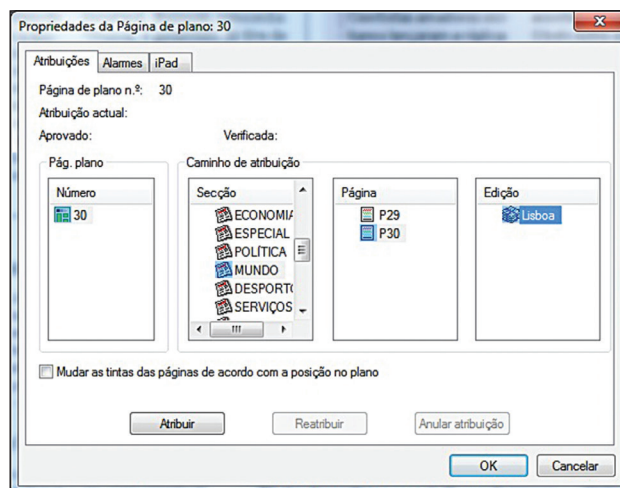 Propriedades da Página de plano: 30
Atribuições Alarmes iPad
Página de plano n.º: 30
Atribuição actual:
Aprovado: Verificada:
Pág. plano Caminho de atribuição
Número Secção Página Edição
30 ECONOMIA P29 Lisboa
ESPECIAL P30
POLÍTICA
MUNDO
DESPORTO
SERVIÇOS
Mudar as tintas das páginas de acordo com a posição no plano
Atribuir Reatribuir Anular atribuição
OK Cancelar